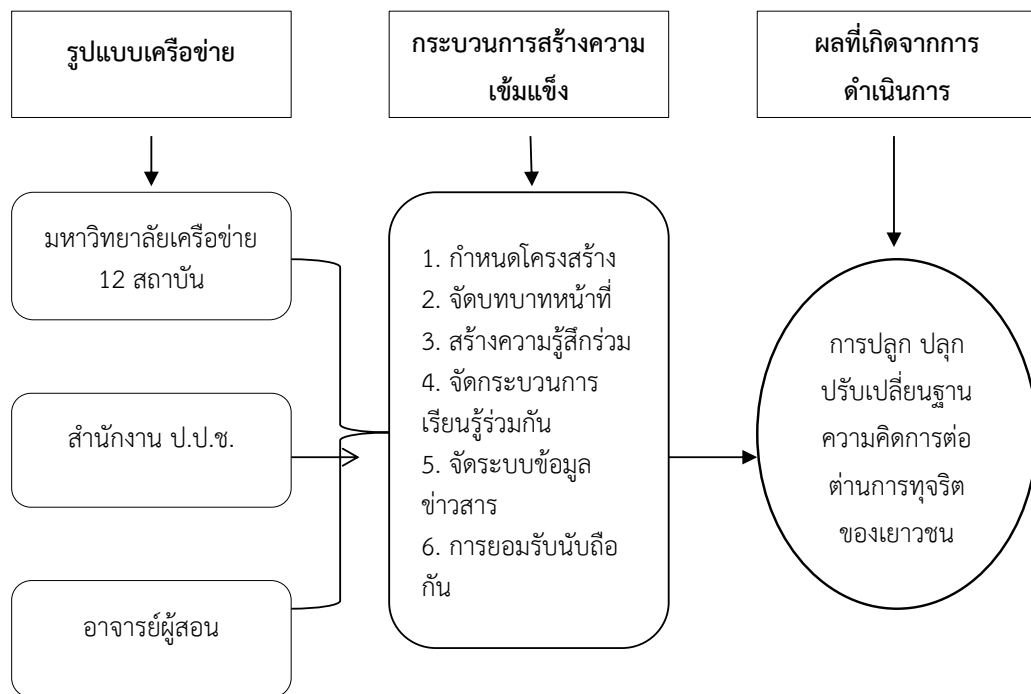 รูปแบบเครือข่าย
กระบวนการสร้างความ
เข้มแข็ง
ผลที่เกิดจากการ
ดำเนินการ
มหาวิทยาลัยเครือข่าย
12 สถาบัน
สำนักงาน ป.ป.ช.
อาจารย์ผู้สอน
1. กำหนดโครงสร้าง
2. จัดบทบาทหน้าที่
3. สร้างความรู้สึกร่วม
4. จัดกระบวนการ
เรียนรู้ร่วมกัน
5. จัดระบบข้อมูล
ข่าวสาร
6. การยอมรับนับถือ
กัน
การปลูก ปลุก
ปรับเปลี่ยนฐาน
ความคิดการต่อ
ต่านการทุจริต
ของเยาวชน